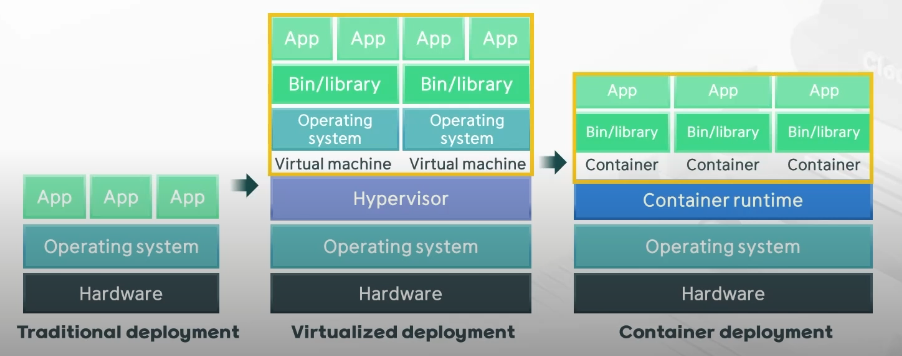 App App App
Operating system
Hardware
Traditional deployment
App App App App
Bin/library Bin/library
Operating Operating
system system
Virtual machine Virtual machine
Hypervisor
Operating system
Hardware
Virtualized deployment
App App App
Bin/library Bin/library Bin/library
Container Container Container
Container runtime
Operating system
Hardware
Container deployment